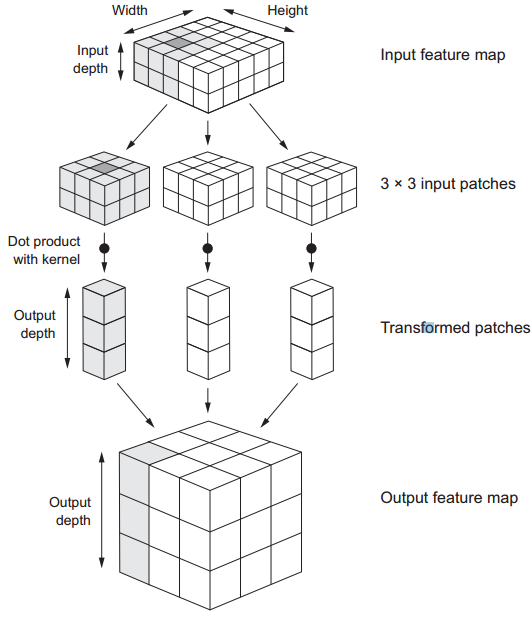 Width
Height
Input
depth
Input feature map
3 × 3 input patches
Dot product
with kernel
Output
depth
Transformed patches
Output
depth
Output feature map